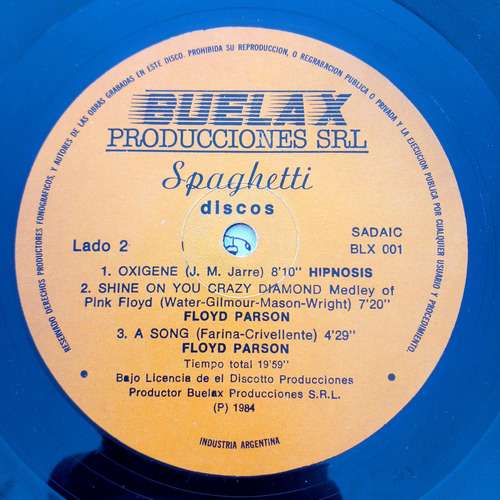 RESERVADO DERECHOS PRODUCTORES FONOGRAFICOS, Y AUTORES DE LAS OBRAS GRABADAS EN ESTE DISCO. PROHIBIDA SU REPRODUCCION, O REGRABACION PUBLICA O PRIVADA Y LA EJECUCION PUBLICA POR CUALQUIER USUARIO Y PROCEDIMIENTO.
BUELAX
PRODUCCIONES SRL
Spaghetti
discos
Lado 2
SADAIC
BLX 001
1. OXIGENE (J. M. Jarre) 8'10" HIPNOSIS
2. SHINE ON YOU CRAZY DIAMOND Medley of
Pink Floyd (Water-Gilmour-Mason-Wright) 7'20"
FLOYD PARSON
3. A SONG (Farina-Crivellente) 4'29"
FLOYD PARSON
Tiempo total 19'59"
Bajo Licencia de el Discotto Producciones
Productor Buelax Producciones S.R.L.
(P) 1984
INDUSTRIA ARGENTINA